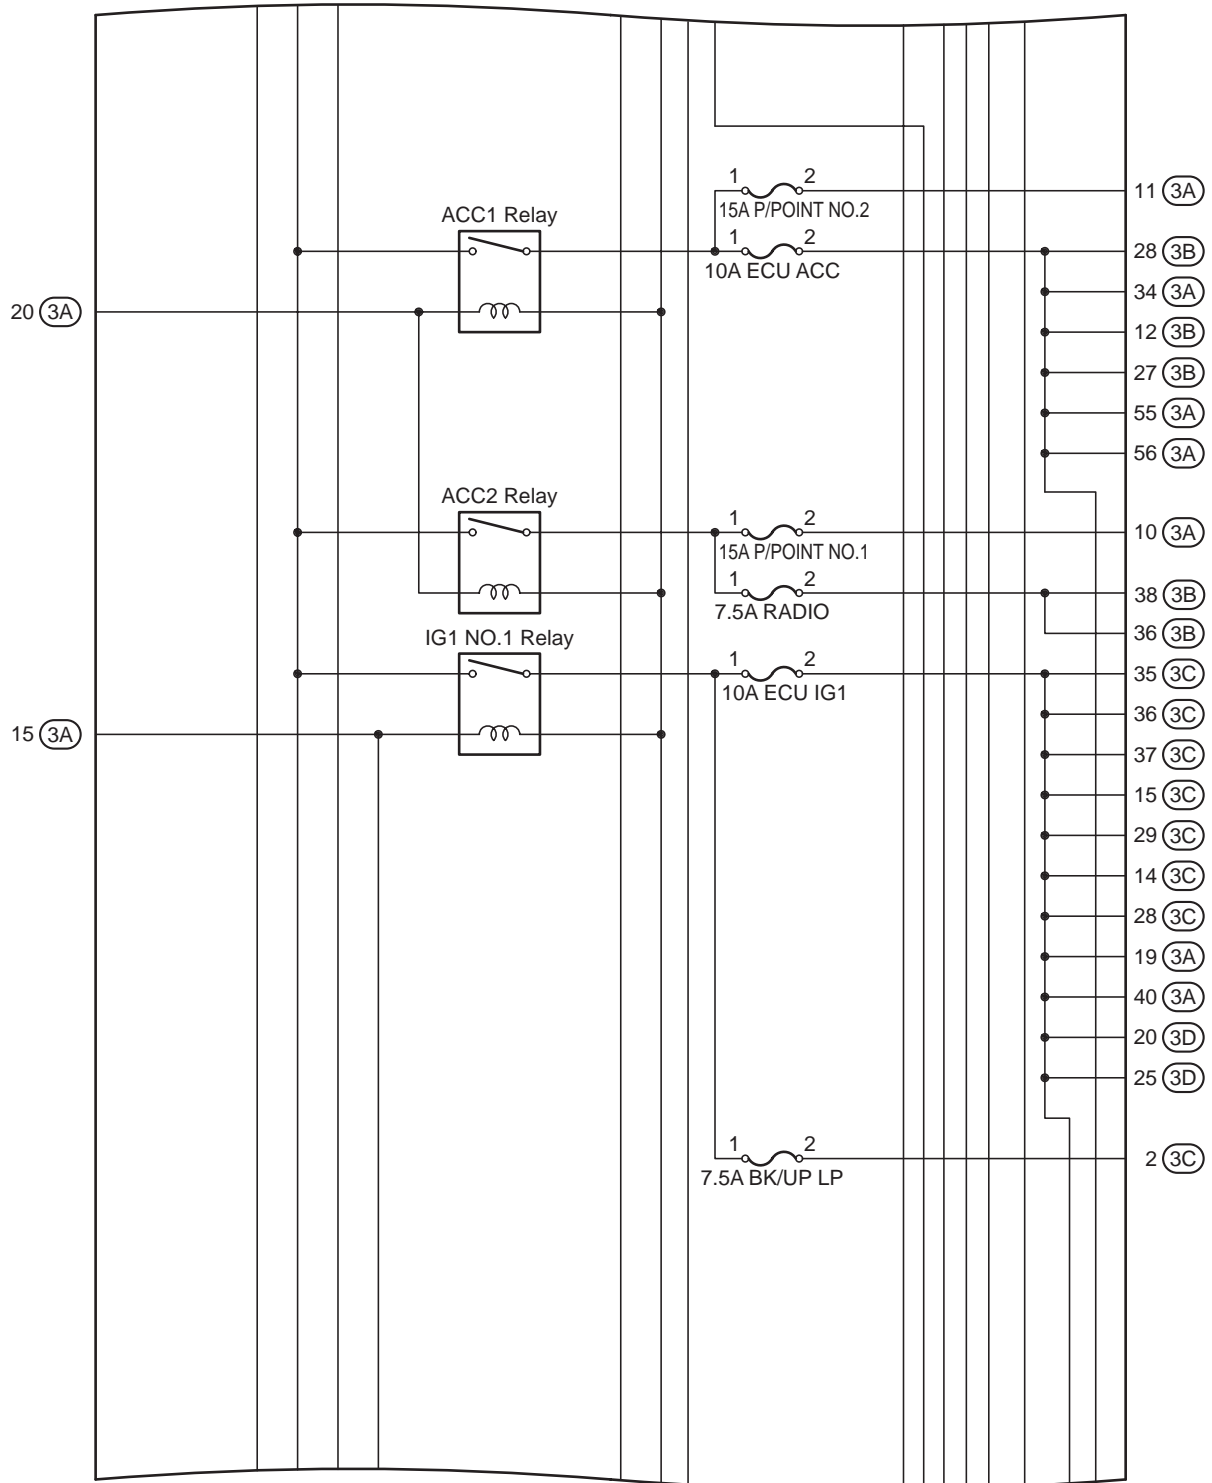 1 2
15A P/POINT NO.2
11 3A
ACC1 Relay
1 2
10A ECU ACC
28 3B
34 3A
20 3A
12 3B
27 3B
55 3A
56 3A
ACC2 Relay
1 2
15A P/POINT NO.1
10 3A
1 2
7.5A RADIO
38 3B
36 3B
IG1 NO.1 Relay
1 2
10A ECU IG1
35 3C
36 3C
15 3A
37 3C
15 3C
29 3C
14 3C
28 3C
19 3A
40 3A
20 3D
25 3D
1 2
7.5A BK/UP LP
2 3C